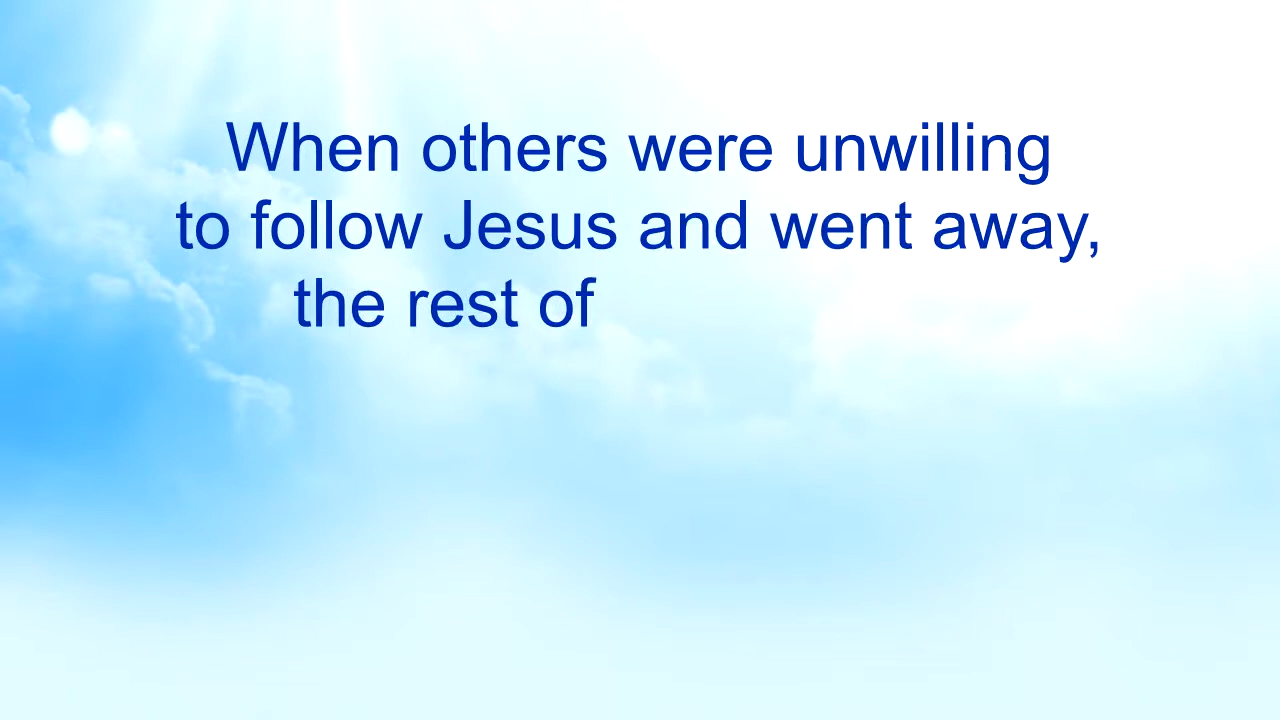 When others were unwilling
to follow Jesus and went away,
the rest of